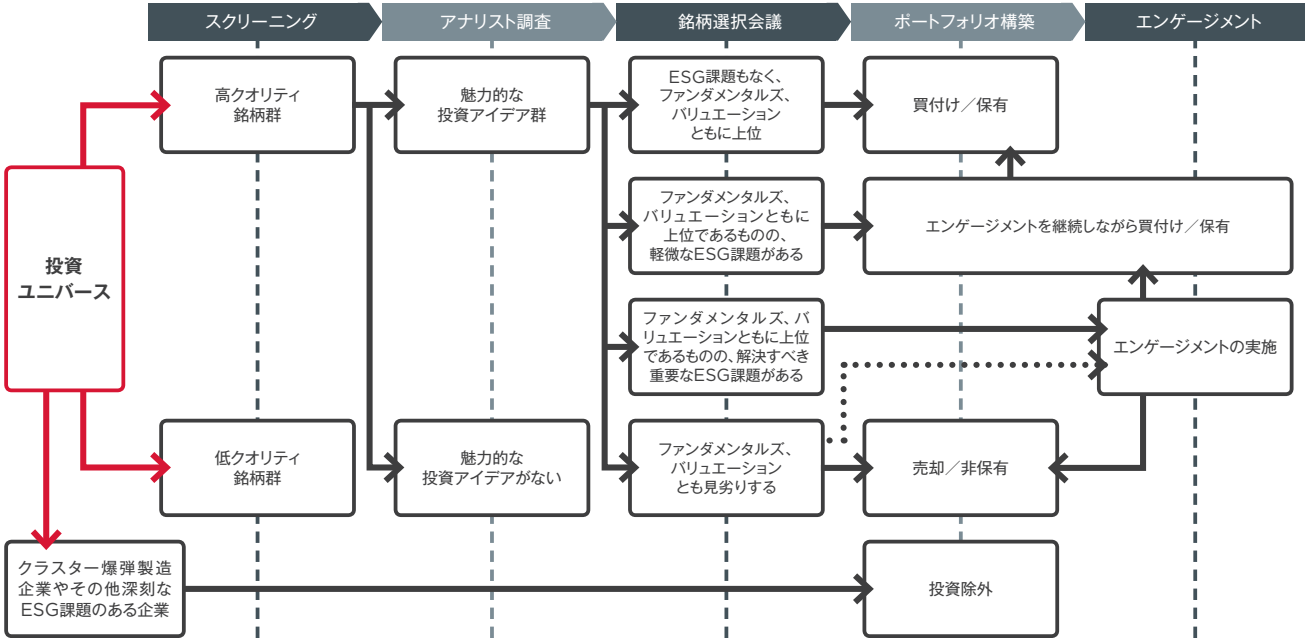 スクリーニング
アナリスト調査
銘柄選択会議
ポートフォリオ構築
エンゲージメント
投資
ユニバース
高クオリティ
銘柄群
魅力的な
投資アイデア群
ESG課題もなく、
ファンダメンタルズ、
バリュエーション
ともに上位
買付け／保有
ファンダメンタルズ、
バリュエーションともに
上位であるものの、
軽微なESG課題がある
エンゲージメントを継続しながら買付け／保有
ファンダメンタルズ、バ
リュエーションともに上位
であるものの、解決すべき
重要なESG課題がある
エンゲージメントの実施
低クオリティ
銘柄群
魅力的な
投資アイデアがない
ファンダメンタルズ、
バリュエーション
とも見劣りする
売却／非保有
クラスター爆弾製造
企業やその他深刻な
ESG課題のある企業
投資除外